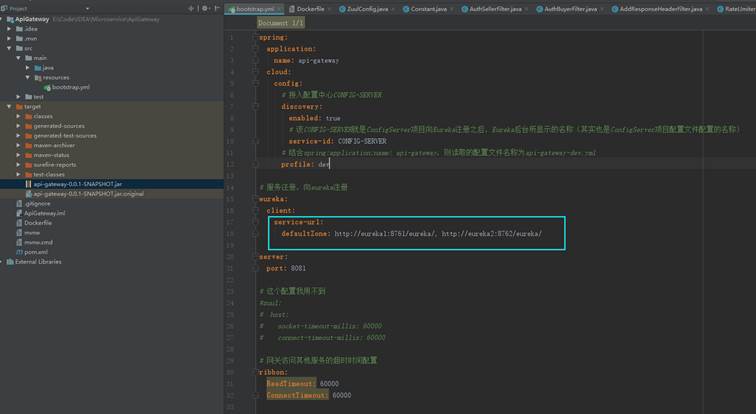 Project
bootstrap.yml
Dockerfile
ZuulConfig.java
Constant.java
AuthSellerFilter.java
AuthBuyerFilter.java
AddResponseHeaderFilter.java
RateLimiter
ApiGateway E:\Code\IDEA\Microservice\ApiGateway
.idea
.mvn
src
main
java
resources
bootstrap.yml
test
target
classes
generated-sources
generated-test-sources
maven-archiver
maven-status
surefire-reports
test-classes
api-gateway-0.0.1-SNAPSHOT.jar
api-gateway-0.0.1-SNAPSHOT.jar.original
.gitignore
ApiGateway.iml
Dockerfile
mvnw
mvnw.cmd
pom.xml
External Libraries
Document 1/1
spring:
application:
name: api-gateway
cloud:
config:
# 接入配置中心CONFIG-SERVER
discovery:
enabled: true
# 该CONFIG-SERVER就是ConfigServer项目向Eureka注册之后, Eureka后台所显示的名称 (其实也是ConfigServer项目配置文件配置的名称)
service-id: CONFIG-SERVER
# 结合spring:application:name: api-gateway, 则读取的配置文件名称为api-gateway-dev.yml
profile: dev
# 服务注册, 向eureka注册
eureka:
client:
service-url:
defaultZone: http://eureka1:8761/eureka/, http://eureka2:8762/eureka/
server:
port: 8081
# 这个配置我用不到
#zuul:
# host:
# socket-timeout-millis: 60000
# connect-timeout-millis: 60000
# 网关访问其他服务的超时时间配置
ribbon:
ReadTimeout: 60000
ConnectTimeout: 60000